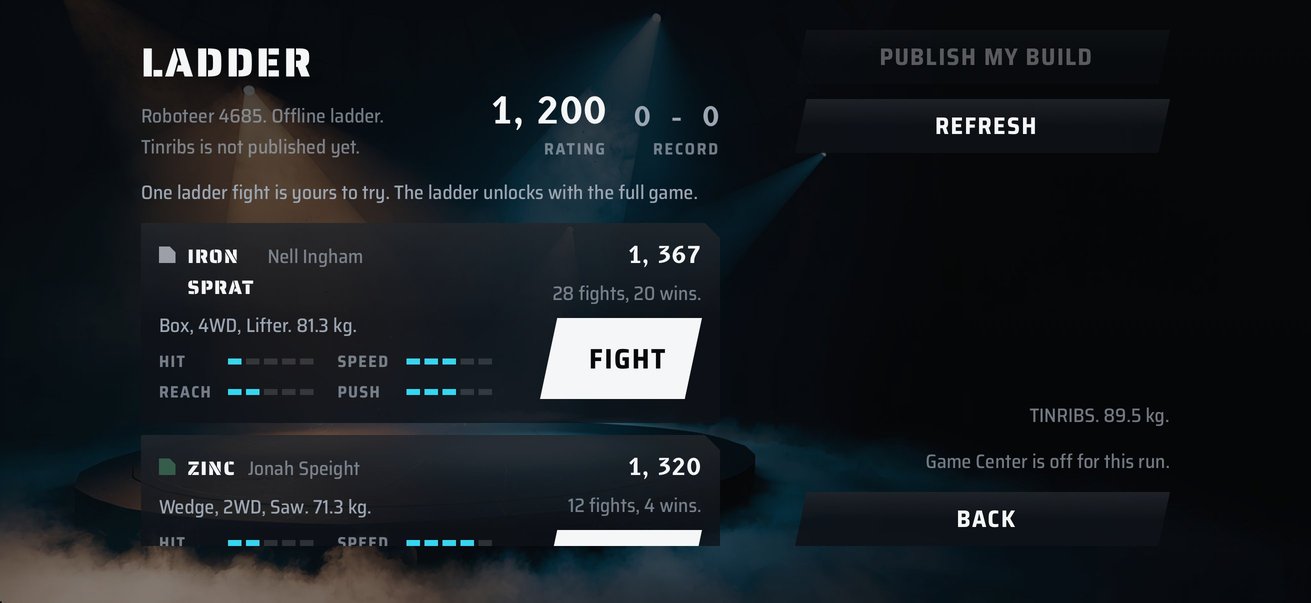 LADDER
Roboteer 4685. Offline ladder.
Tinribs is not published yet.
1, 200
RATING
0 - 0
RECORD
One ladder fight is yours to try. The ladder unlocks with the full game.
IRON SPRAT
Nell Ingham
1, 367
28 fights, 20 wins.
Box, 4WD, Lifter. 81.3 kg.
HIT
SPEED
REACH
PUSH
FIGHT
ZINC
Jonah Speight
1, 320
12 fights, 4 wins.
Wedge, 2WD, Saw. 71.3 kg.
HIT
SPEED
PUBLISH MY BUILD
REFRESH
TINRIBS. 89.5 kg.
Game Center is off for this run.
BACK